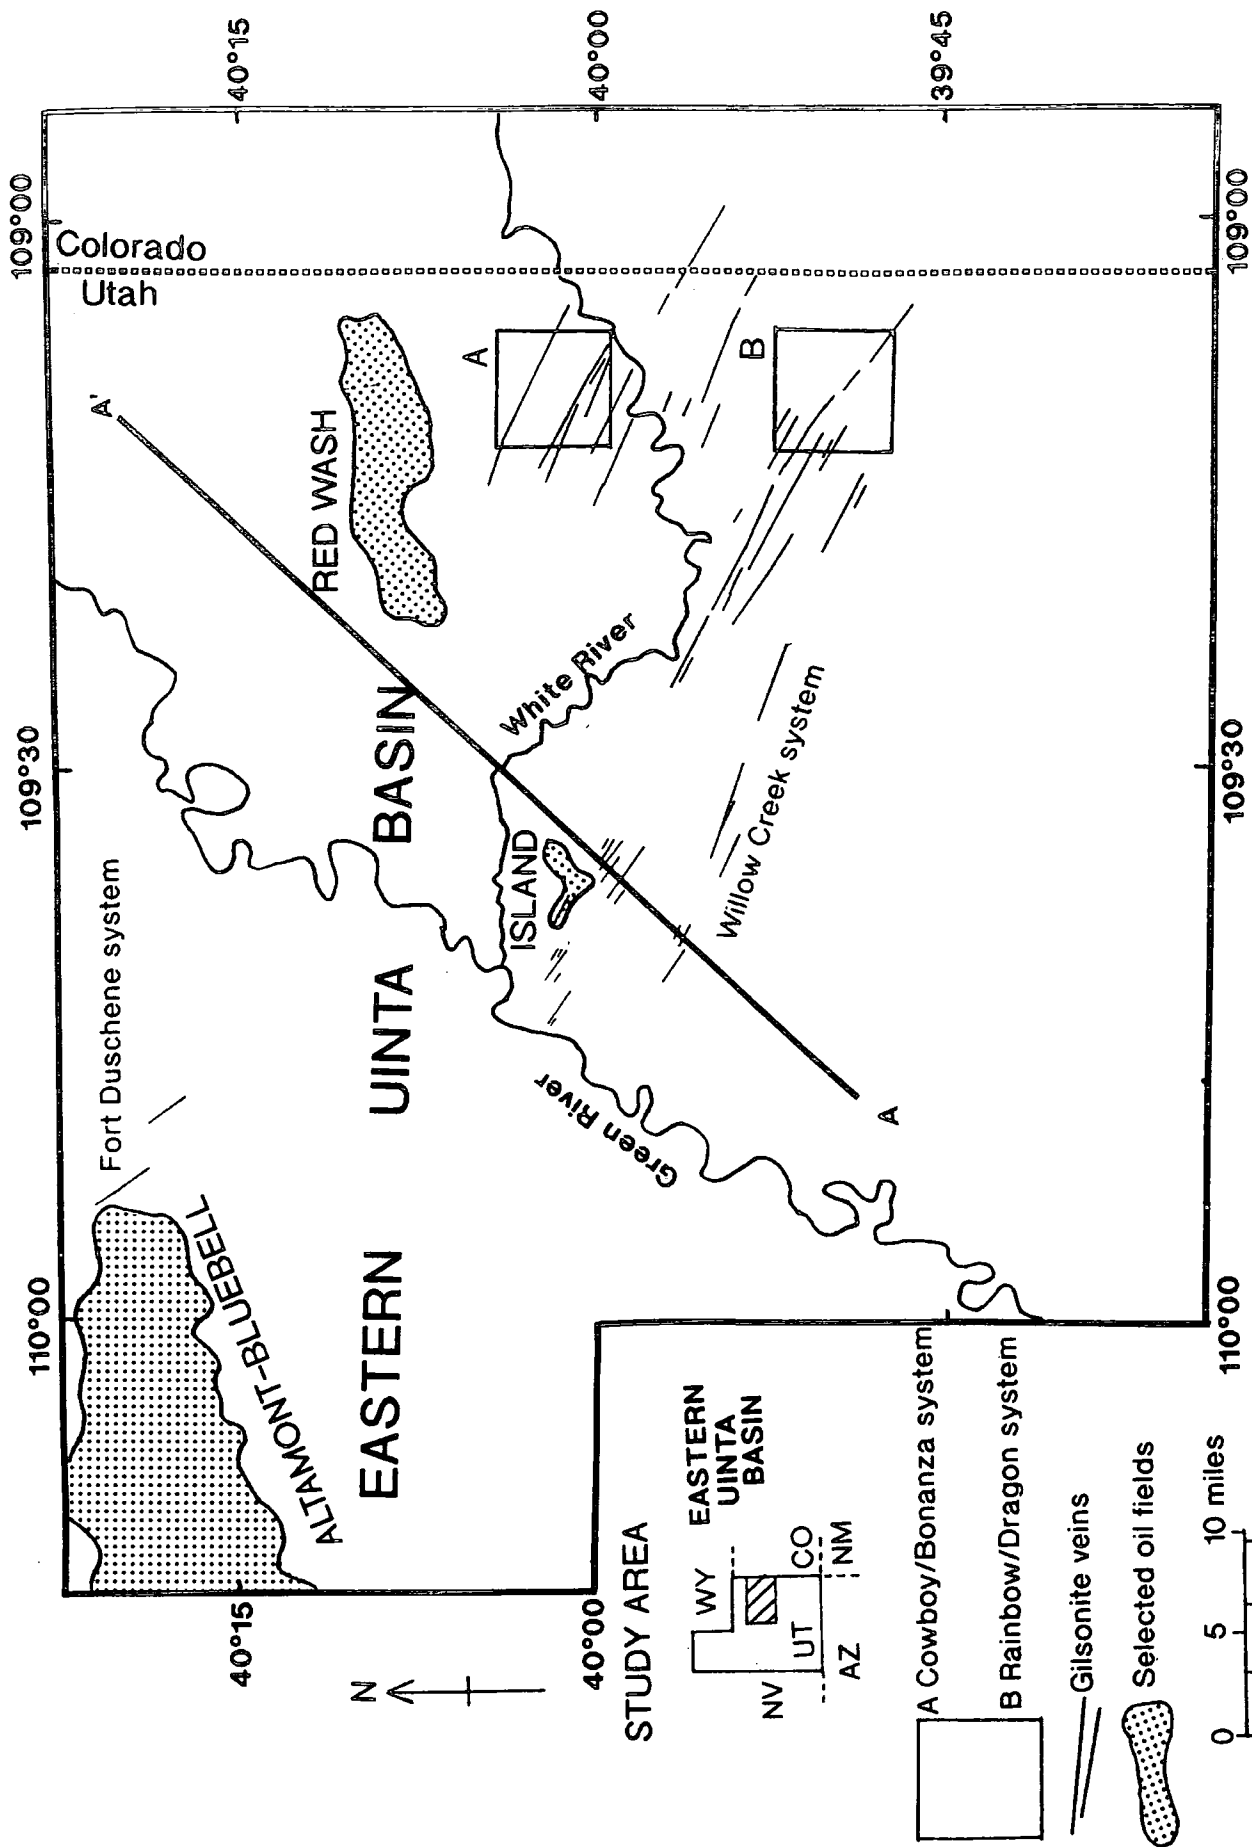 110°00
109°30
109°00
Fort Duschene system
Colorado
Utah
40°15
40°15
ALTAMONT-BLUEBELL
A'
RED WASH
EASTERN UINTA BASIN
A
White River
ISLAND
Green River
40°00
40°00
B
Willow Creek system
A
39°45
110°00
109°30
109°00
N
STUDY AREA
EASTERN
UINTA
BASIN
WY
NV
UT
CO
AZ
NM
A Cowboy/Bonanza system
B Rainbow/Dragon system
Gilsonite veins
Selected oil fields
0 5 10 miles